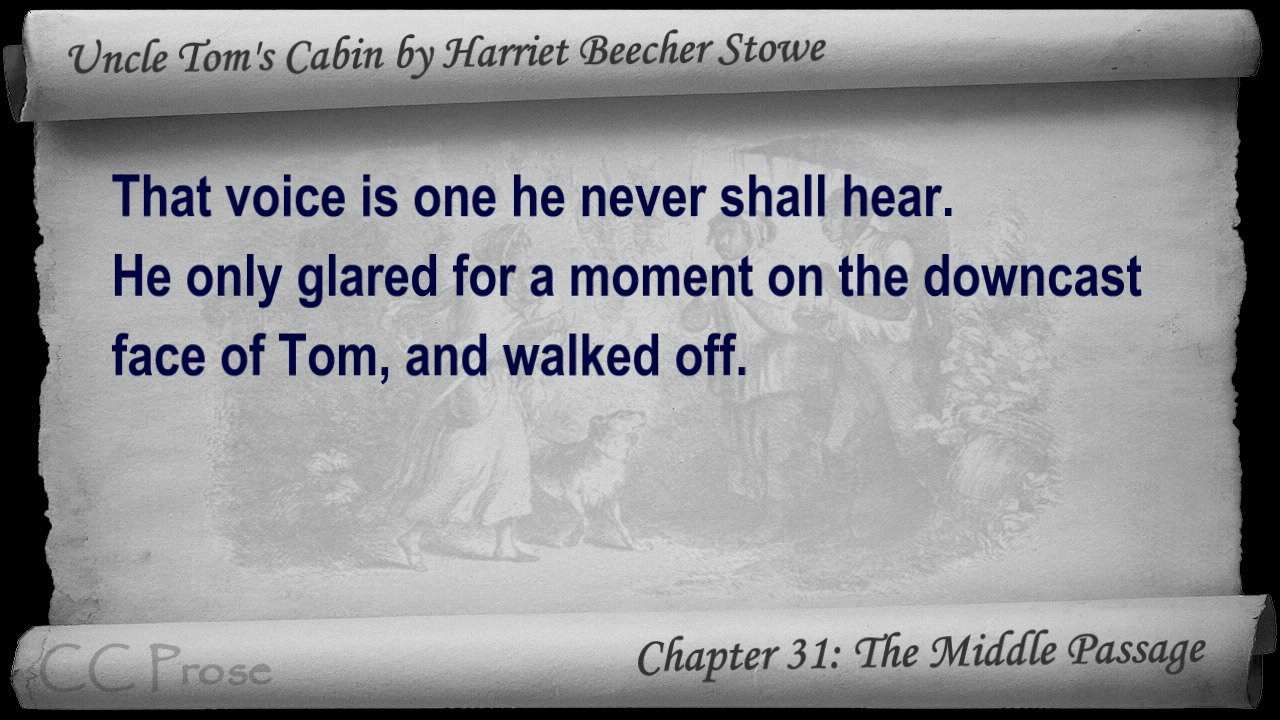 Uncle Tom's Cabin by Harriet Beecher Stowe
That voice is one he never shall hear.
He only glared for a moment on the downcast
face of Tom, and walked off.
CC Prose
Chapter 31: The Middle Passage